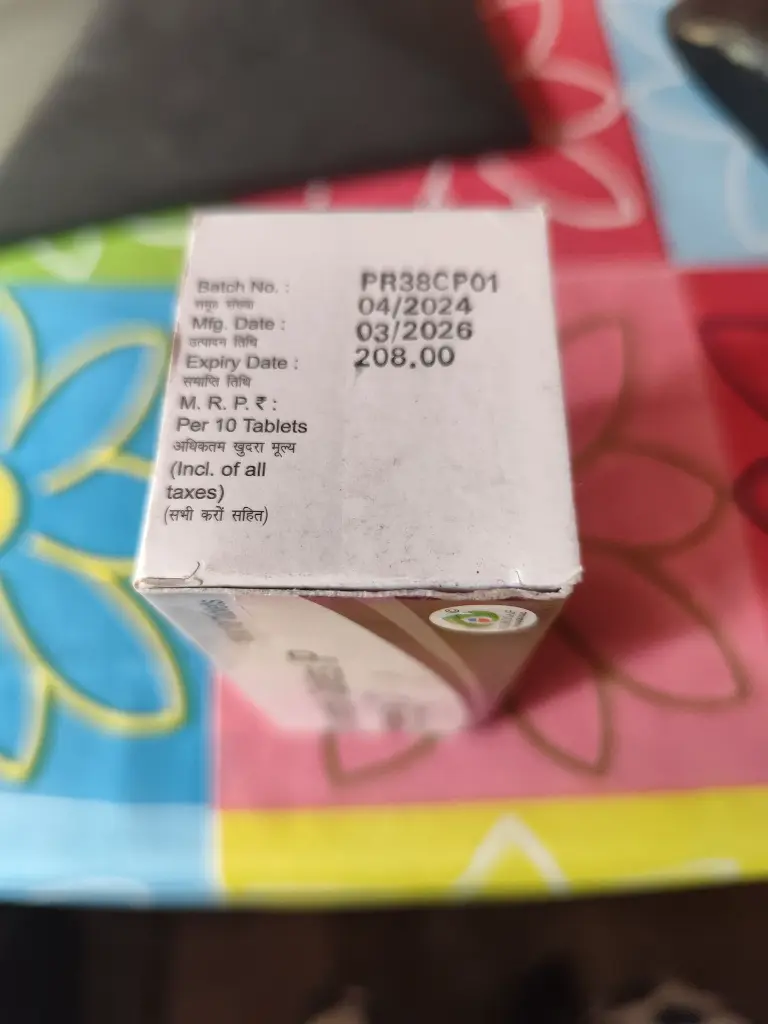 Batch No. : PR38CP01
समूह संख्या 04/2024
Mfg. Date : 03/2026
उत्पादन तिथि
Expiry Date : 208.00
समाप्ति तिथि
M. R. P. ₹ :
Per 10 Tablets
अधिकतम खुदरा मूल्य
(Incl. of all
taxes)
(सभी करों सहित)